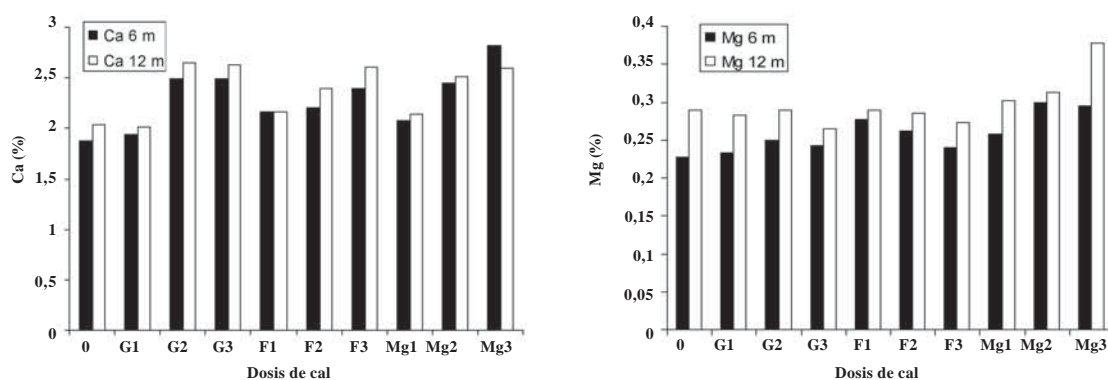 3
2,5
2
1,5
1
0,5
0
Ca (%)
Ca 6 m
Ca 12 m
0 G1 G2 G3 F1 F2 F3 Mg1 Mg2 Mg3
Dosis de cal
0,4
0,35
0,3
0,25
0,2
0,15
0,1
0,05
0
Mg (%)
Mg 6 m
Mg 12 m
0 G1 G2 G3 F1 F2 F3 Mg1 Mg2 Mg3
Dosis de cal